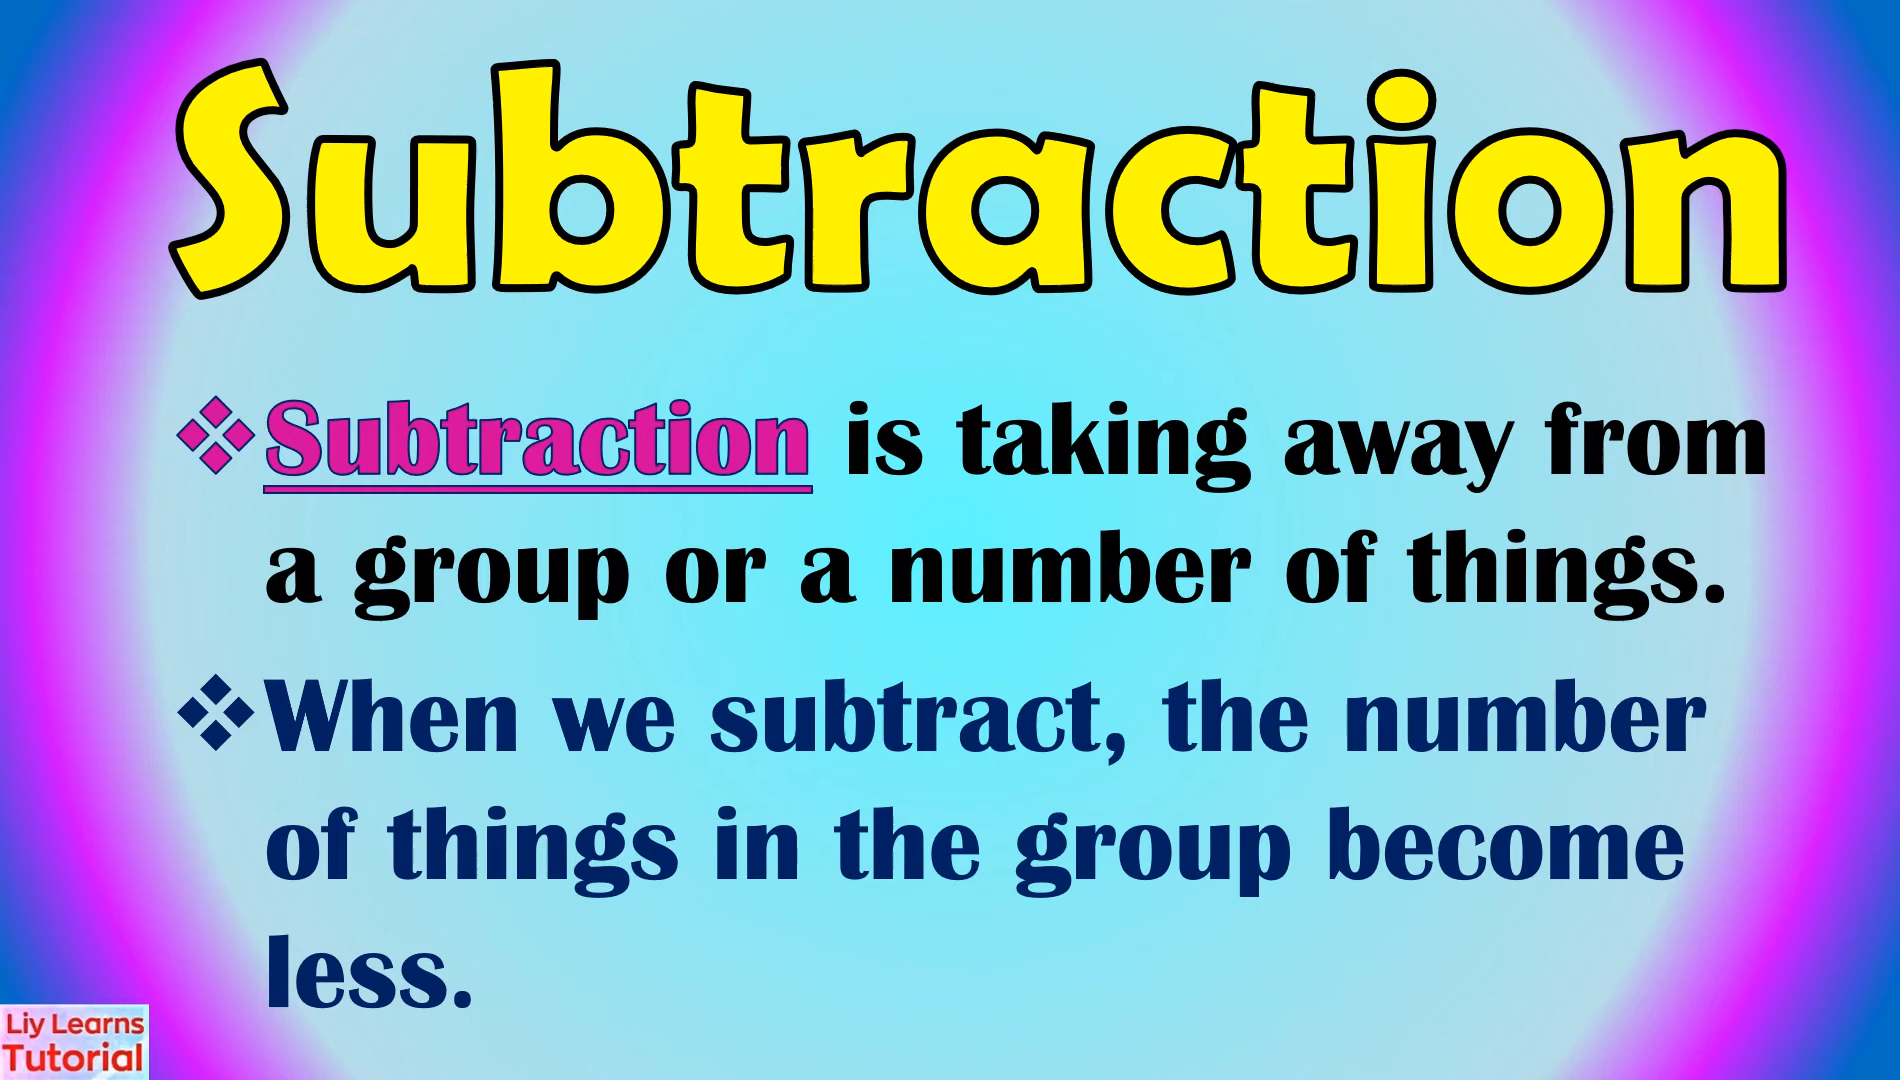 Subtraction
❖Subtraction is taking away from
a group or a number of things.
❖When we subtract, the number
of things in the group become
less.
Liy Learns
Tutorial